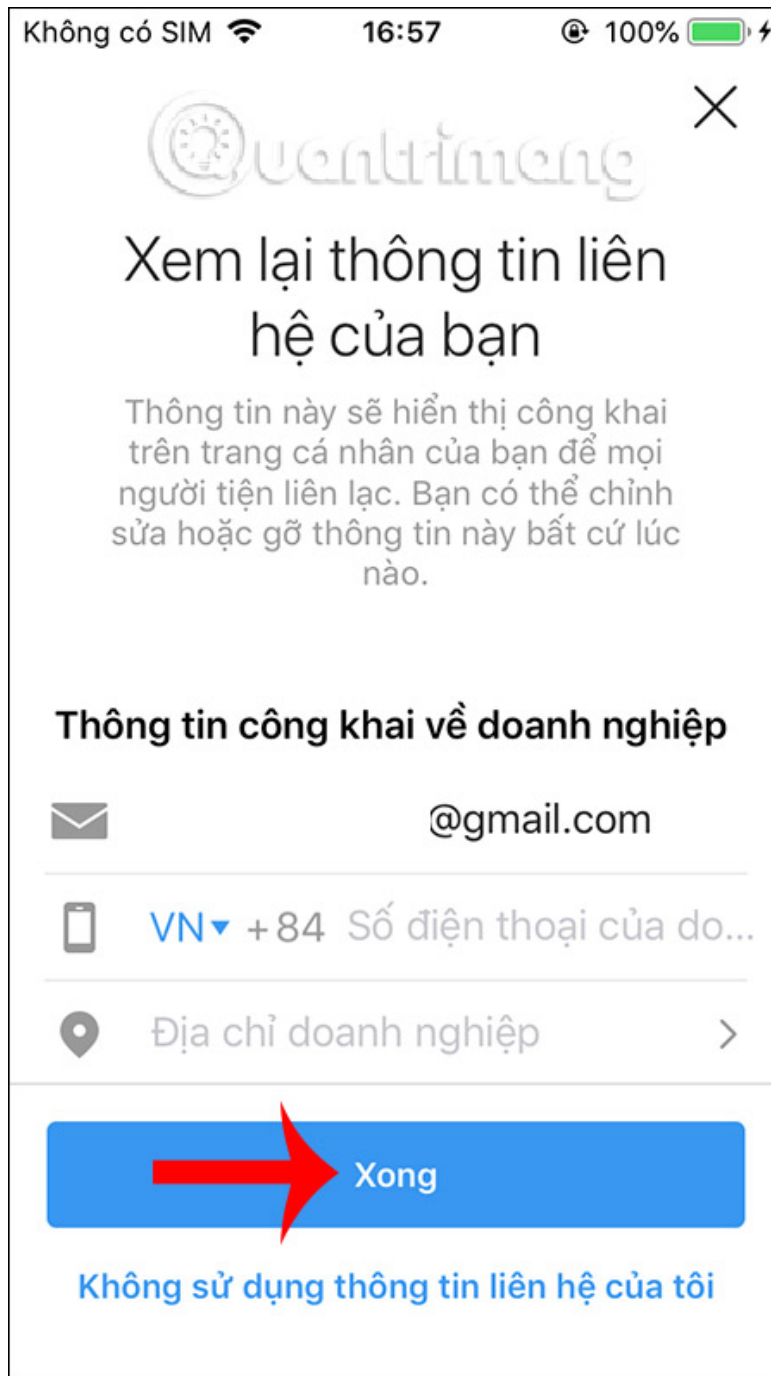 Không có SIM 16:57 100%
Quantrimang
Xem lại thông tin liên
hệ của bạn
Thông tin này sẽ hiển thị công khai
trên trang cá nhân của bạn để mọi
người tiện liên lạc. Bạn có thể chỉnh
sửa hoặc gỡ thông tin này bất cứ lúc
nào.
Thông tin công khai về doanh nghiệp
@gmail.com
VN +84 Số điện thoại của do...
Địa chỉ doanh nghiệp
Xong
Không sử dụng thông tin liên hệ của tôi